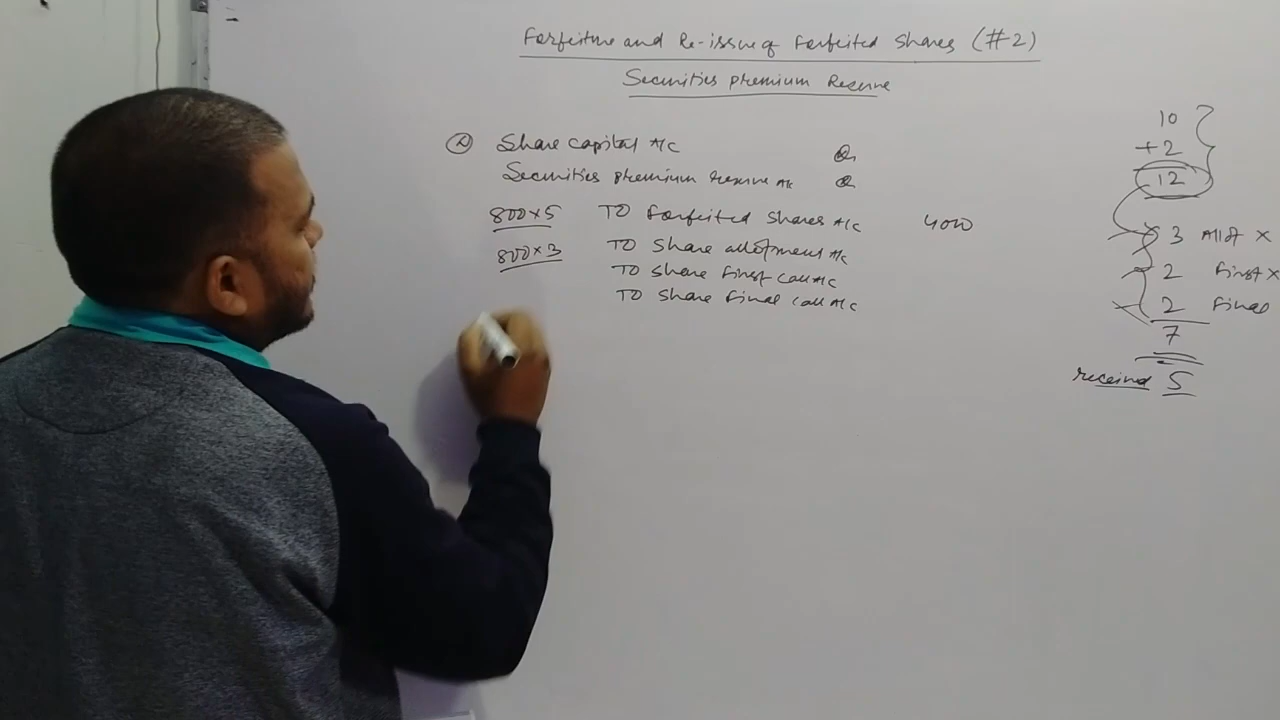 Forfeiture and Re-issue of Forfeited Shares (#2)
Securities premium Reserve
② Share capital A/c Dr
Securities premium reserve A/c Dr
800×5 TO Forfeited Shares A/c 4000
800×3 TO Share allotment A/c
TO Share first call A/c
TO Share final call A/c
10
+2
12
3 Allot X
2 first X
2 final
7
received 5